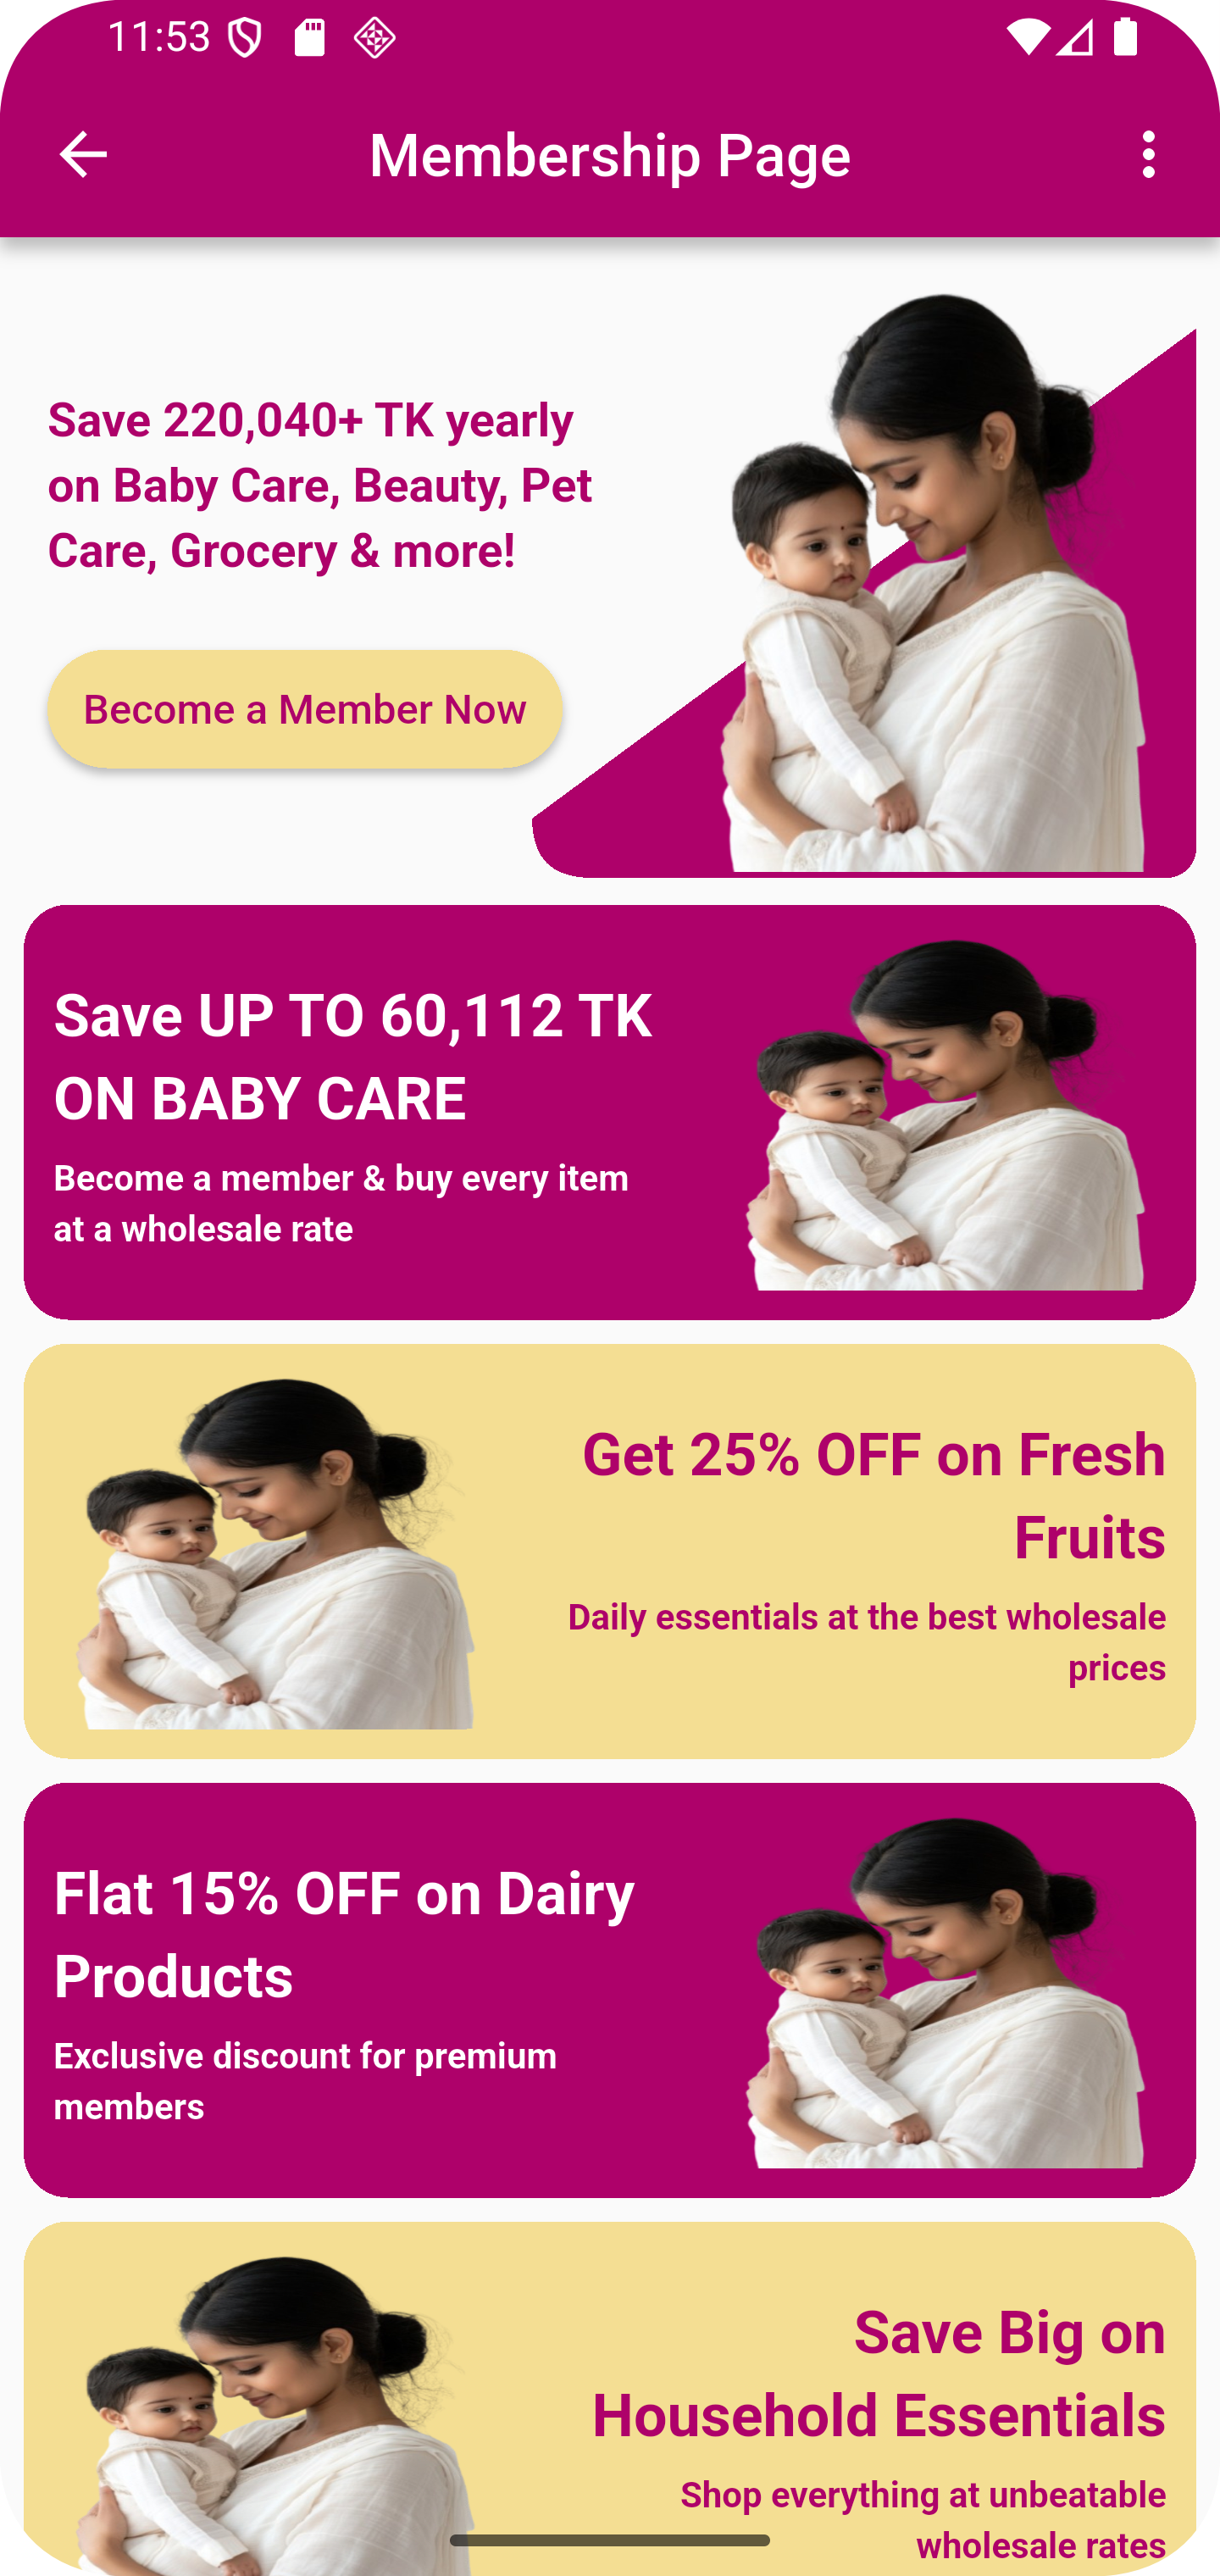 11:53
Membership Page
Save 220,040+ TK yearly
on Baby Care, Beauty, Pet
Care, Grocery & more!
Become a Member Now
Save UP TO 60,112 TK
ON BABY CARE
Become a member & buy every item
at a wholesale rate
Get 25% OFF on Fresh
Fruits
Daily essentials at the best wholesale
prices
Flat 15% OFF on Dairy
Products
Exclusive discount for premium
members
Save Big on
Household Essentials
Shop everything at unbeatable
wholesale rates